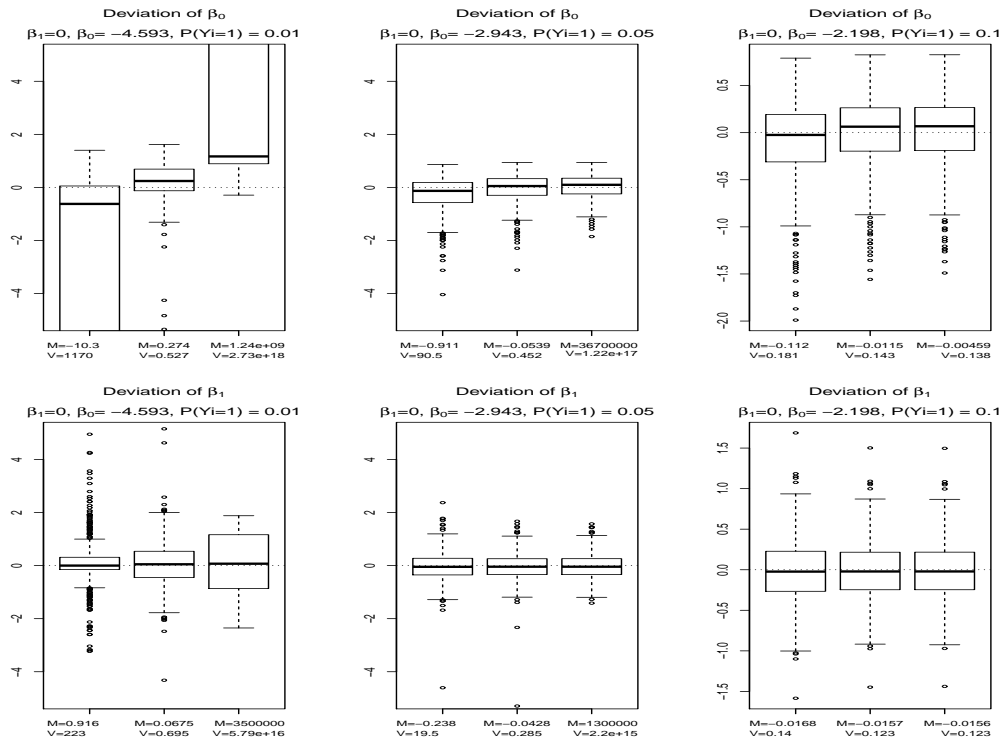 Deviation of β0
β1=0, β0= −4.593, P(Yi=1) = 0.01
4
2
0
−2
−4
M=−10.3
V=1170
M=0.274
V=0.527
M=1.24e+09
V=2.73e+18
Deviation of β0
β1=0, β0= −2.943, P(Yi=1) = 0.05
4
2
0
−2
−4
M=−0.911
V=90.5
M=−0.0539
V=0.452
M=36700000
V=1.22e+17
Deviation of β0
β1=0, β0= −2.198, P(Yi=1) = 0.1
0.5
0.0
−0.5
−1.0
−1.5
−2.0
M=−0.112
V=0.181
M=−0.0115
V=0.143
M=−0.00459
V=0.138
Deviation of β1
β1=0, β0= −4.593, P(Yi=1) = 0.01
4
2
0
−2
−4
M=0.916
V=223
M=0.0675
V=0.695
M=3500000
V=5.79e+16
Deviation of β1
β1=0, β0= −2.943, P(Yi=1) = 0.05
4
2
0
−2
−4
M=−0.238
V=19.5
M=−0.0428
V=0.285
M=1300000
V=2.2e+15
Deviation of β1
β1=0, β0= −2.198, P(Yi=1) = 0.1
1.5
1.0
0.5
0.0
−0.5
−1.0
−1.5
M=−0.0168
V=0.14
M=−0.0157
V=0.123
M=−0.0156
V=0.123